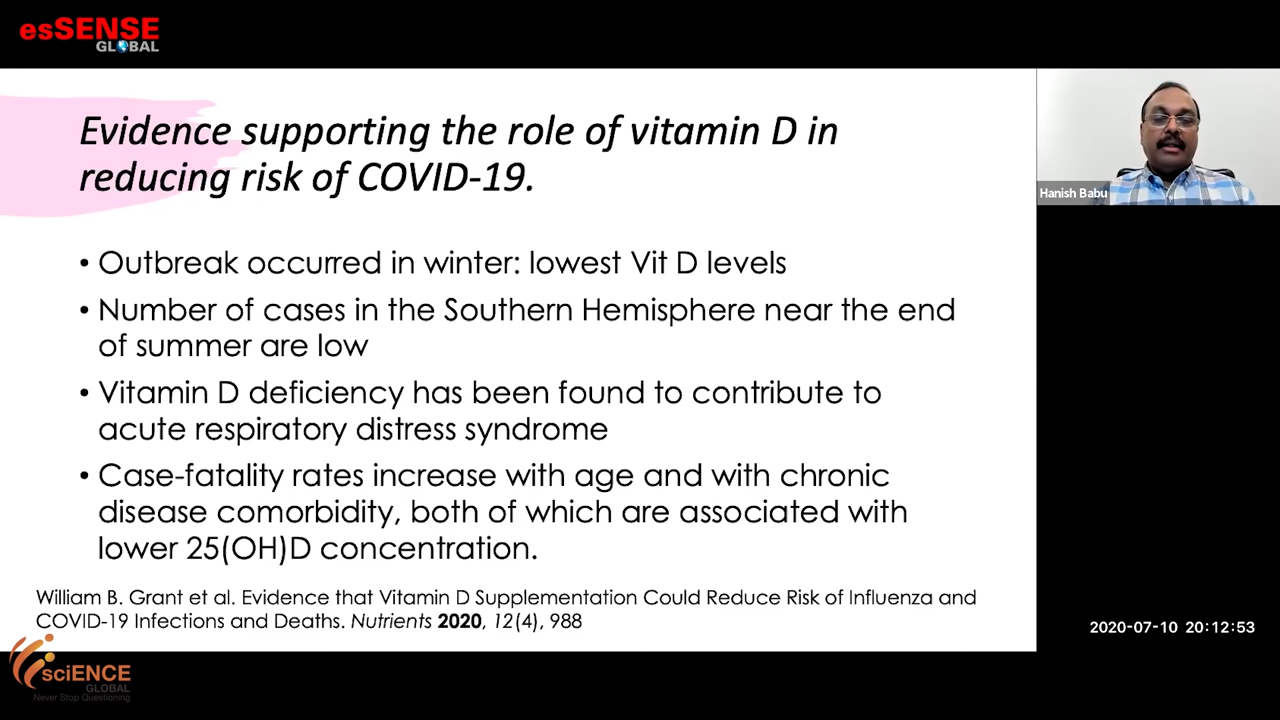 esSENSE
GLOBAL
Evidence supporting the role of vitamin D in
reducing risk of COVID-19.
Hanish Babu
• Outbreak occurred in winter: lowest Vit D levels
• Number of cases in the Southern Hemisphere near the end
of summer are low
• Vitamin D deficiency has been found to contribute to
acute respiratory distress syndrome
• Case-fatality rates increase with age and with chronic
disease comorbidity, both of which are associated with
lower 25(OH)D concentration.
William B. Grant et al. Evidence that Vitamin D Supplementation Could Reduce Risk of Influenza and
COVID-19 Infections and Deaths. Nutrients 2020, 12(4), 988
2020-07-10 20:12:53
sciENCE
GLOBAL
Never Stop Questioning